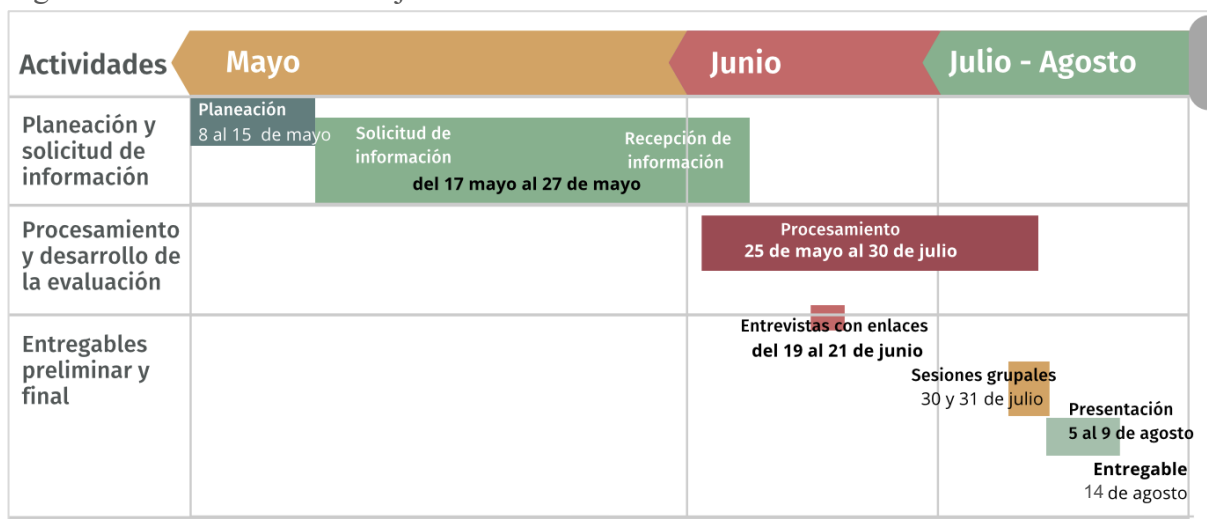 Actividades
Mayo
Junio
Julio - Agosto
Planeación y
solicitud de
información
Planeación
8 al 15 de mayo
Solicitud de
información
Recepción de
información
del 17 mayo al 27 de mayo
Procesamiento
y desarrollo de
la evaluación
Procesamiento
25 de mayo al 30 de julio
Entregables
preliminar y
final
Entrevistas con enlaces
del 19 al 21 de junio
Sesiones grupales
30 y 31 de julio
Presentación
5 al 9 de agosto
Entregable
14 de agosto